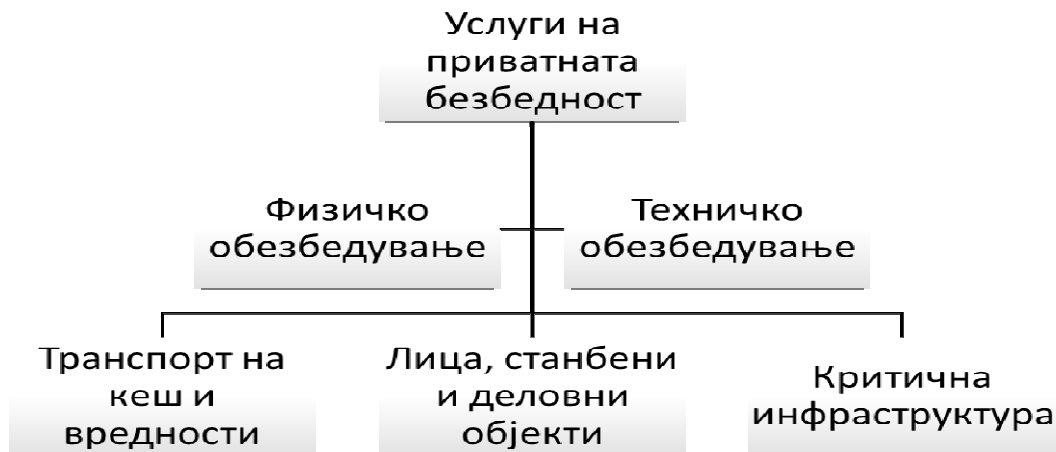 Услуги на
приватната
безбедност
Физичко
обезбедување
Техничко
обезбедување
Транспорт на
кеш и
вредности
Лица, станбени
и деловни
објекти
Критична
инфраструктура